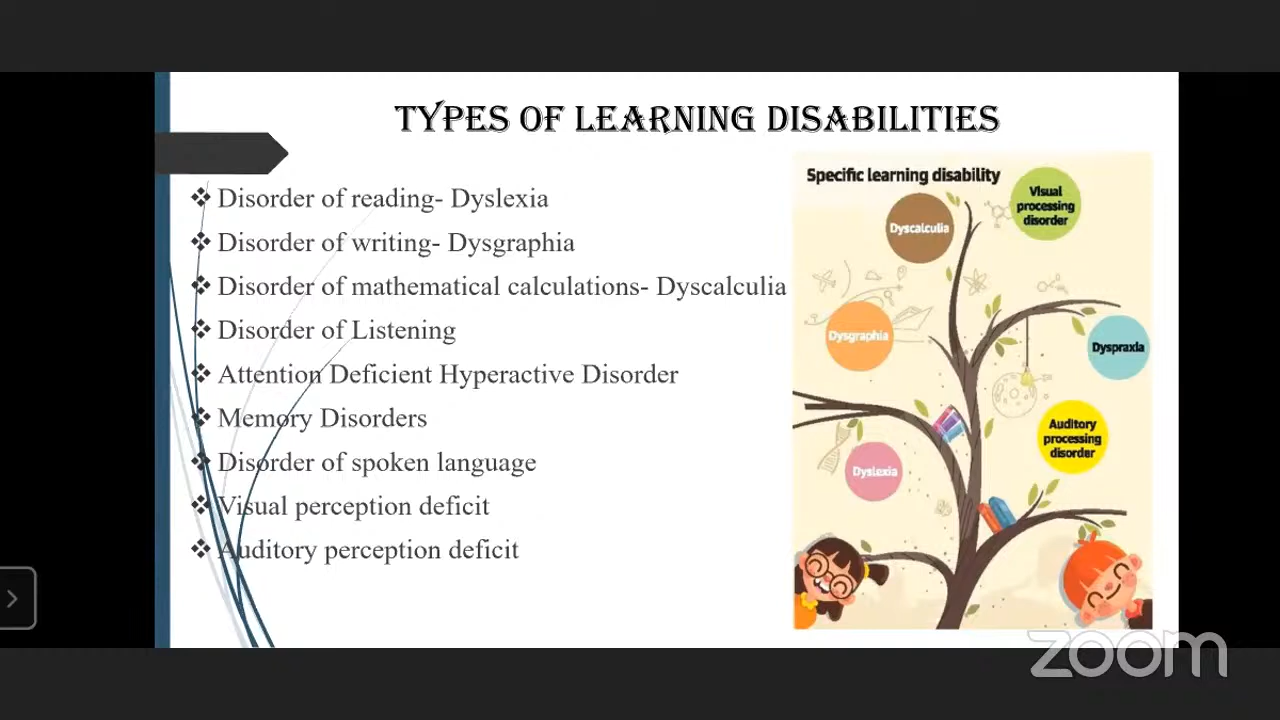 TYPES OF LEARNING DISABILITIES
❖ Disorder of reading- Dyslexia
❖ Disorder of writing- Dysgraphia
❖ Disorder of mathematical calculations- Dyscalculia
❖ Disorder of Listening
❖ Attention Deficient Hyperactive Disorder
❖ Memory Disorders
❖ Disorder of spoken language
❖ Visual perception deficit
❖ Auditory perception deficit
Specific learning disability
Visual
processing
disorder
Dyscalculia
Dysgraphia
Dyspraxia
Auditory
processing
disorder
Dyslexia
zoom